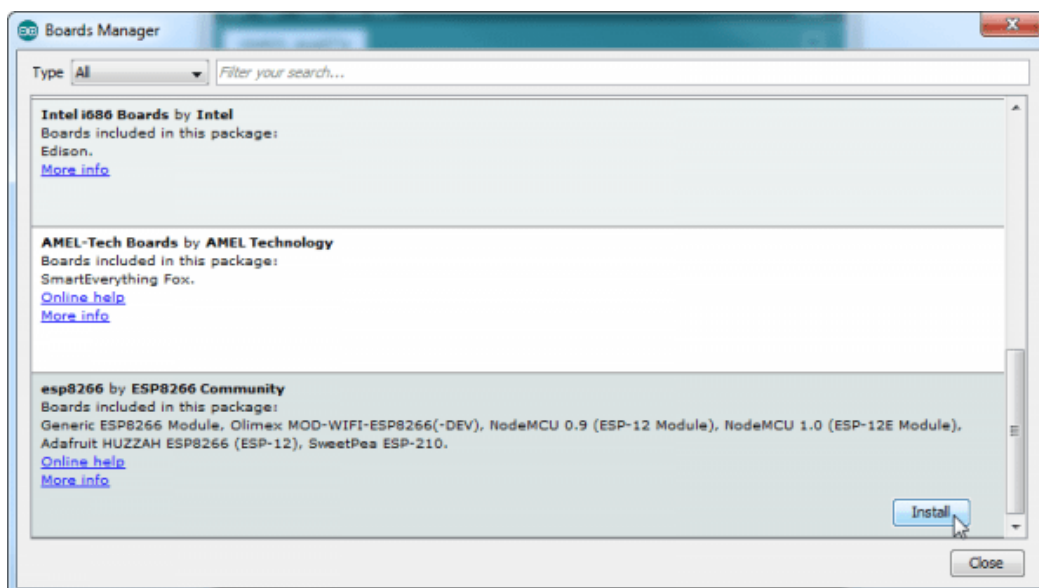 Boards Manager
Type All Filter your search...
Intel i686 Boards by Intel
Boards included in this package:
Edison.
More info
AMEL-Tech Boards by AMEL Technology
Boards included in this package:
SmartEverything Fox.
Online help
More info
esp8266 by ESP8266 Community
Boards included in this package:
Generic ESP8266 Module, Olimex MOD-WIFI-ESP8266(-DEV), NodeMCU 0.9 (ESP-12 Module), NodeMCU 1.0 (ESP-12E Module),
Adafruit HUZZAH ESP8266 (ESP-12), SweetPea ESP-210.
Online help
More info
Install
Close